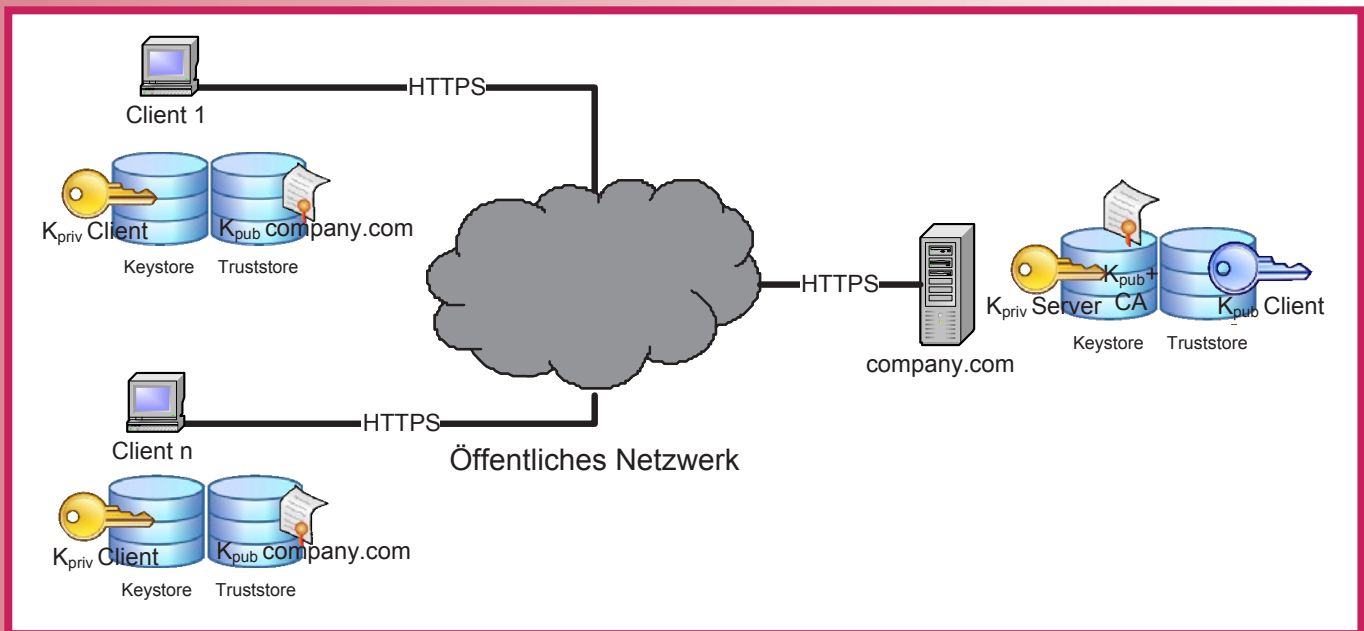 HTTPS
Client 1
Kpriv Client
Kpub company.com
Keystore
Truststore
HTTPS
company.com
Kpriv Server
Kpub+
CA
Kpub Client
Keystore
Truststore
HTTPS
Client n
Öffentliches Netzwerk
Kpriv Client
Kpub company.com
Keystore
Truststore